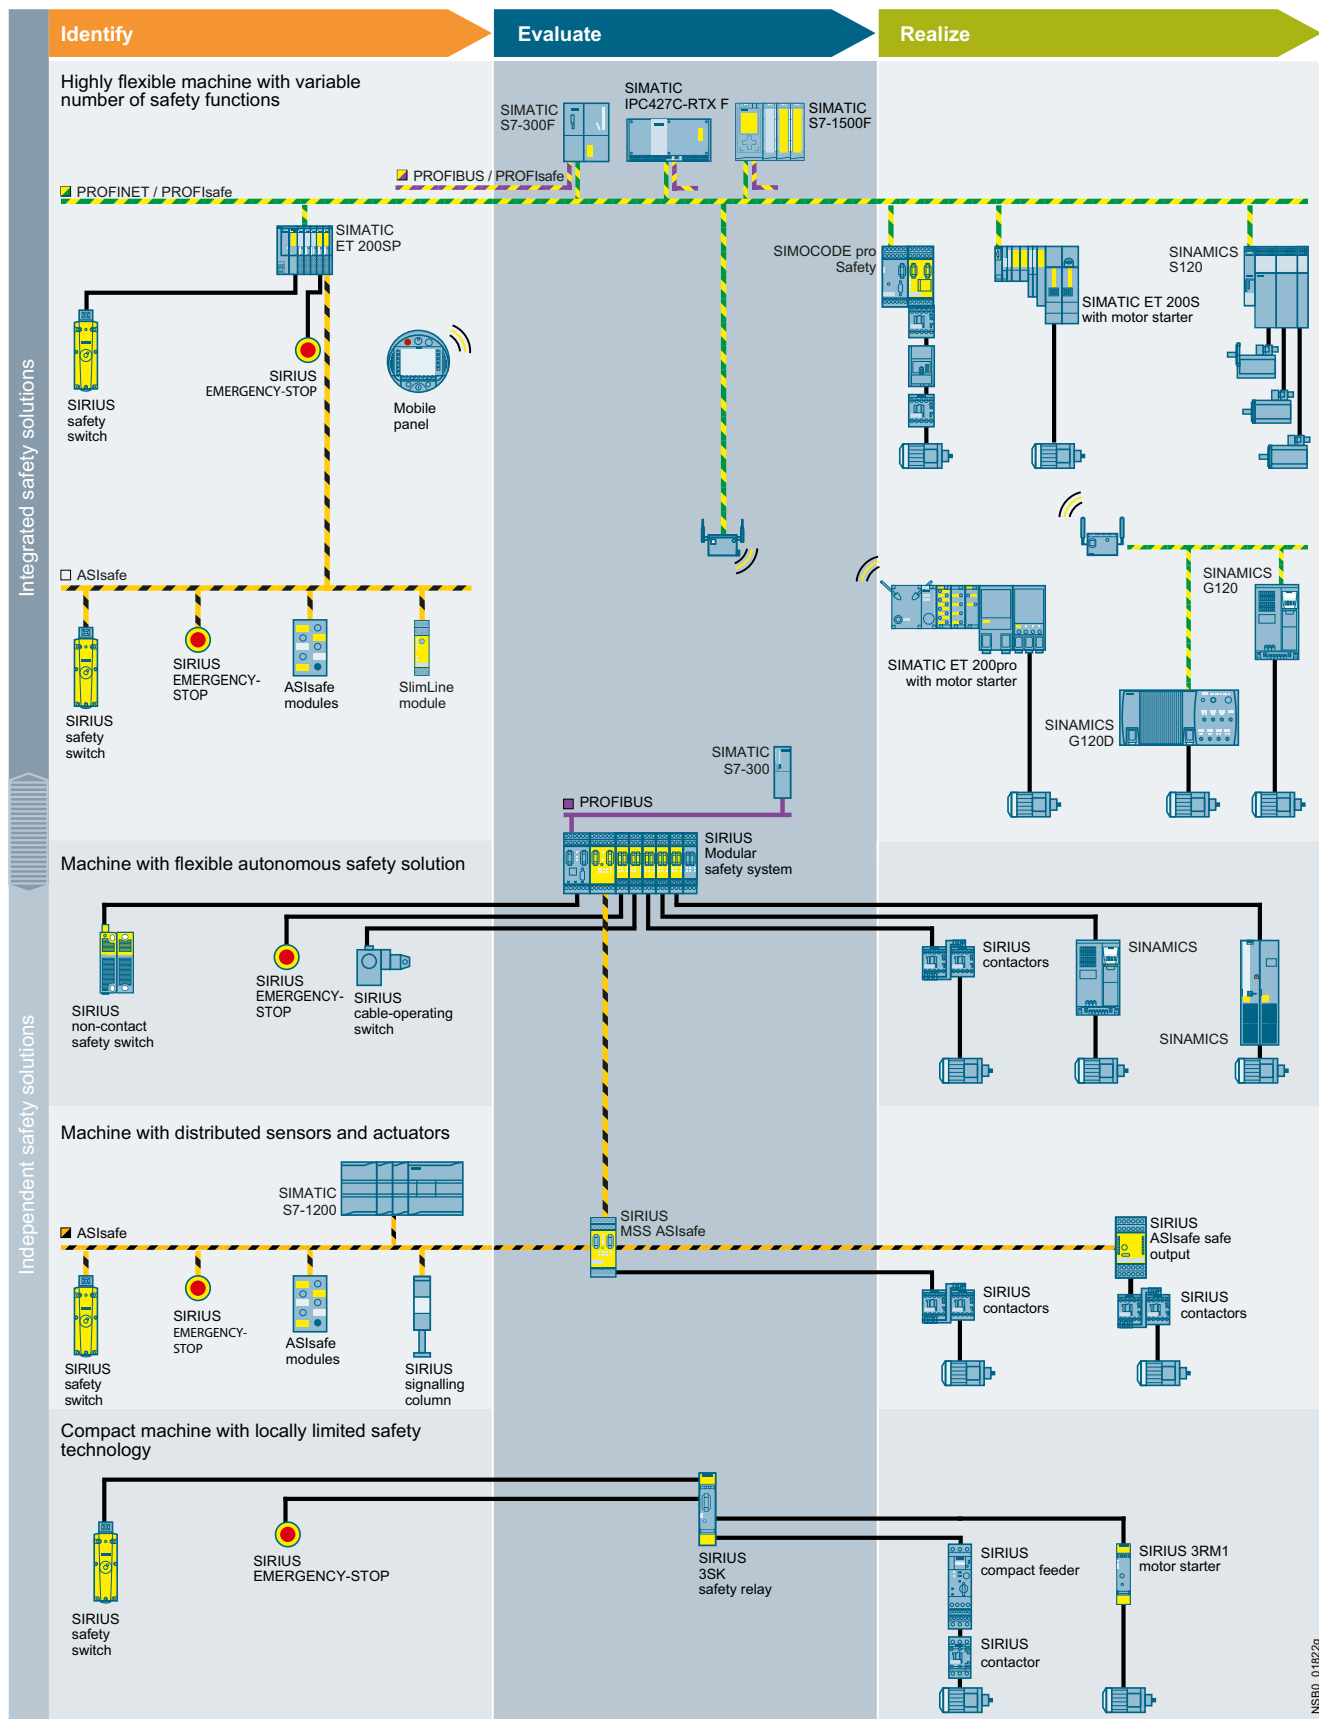 Identify
Evaluate
Realize
Integrated safety solutions
Independent safety solutions
Highly flexible machine with variable
number of safety functions
SIMATIC
S7-300F
SIMATIC
IPC427C-RTX F
SIMATIC
S7-1500F
PROFIBUS / PROFIsafe
PROFINET / PROFIsafe
SIMATIC
ET 200SP
SIRIUS
safety
switch
SIRIUS
EMERGENCY-STOP
Mobile
panel
SIMOCODE pro
Safety
SIMATIC ET 200S
with motor starter
SINAMICS
S120
ASIsafe
SIRIUS
safety
switch
SIRIUS
EMERGENCY-
STOP
ASIsafe
modules
SlimLine
module
SIMATIC ET 200pro
with motor starter
SINAMICS
G120
SINAMICS
G120D
SIMATIC
S7-300
PROFIBUS
SIRIUS
Modular
safety system
Machine with flexible autonomous safety solution
SIRIUS
non-contact
safety switch
SIRIUS
EMERGENCY-
STOP
SIRIUS
cable-operating
switch
SIRIUS
contactors
SINAMICS
SINAMICS
Machine with distributed sensors and actuators
SIMATIC
S7-1200
ASIsafe
SIRIUS
safety
switch
SIRIUS
EMERGENCY-
STOP
ASIsafe
modules
SIRIUS
signalling
column
SIRIUS
MSS ASIsafe
SIRIUS
contactors
SIRIUS
ASIsafe safe
output
SIRIUS
contactors
Compact machine with locally limited safety
technology
SIRIUS
safety
switch
SIRIUS
EMERGENCY-STOP
SIRIUS
3SK
safety relay
SIRIUS
compact feeder
SIRIUS
contactor
SIRIUS 3RM1
motor starter
NSB0_01822g